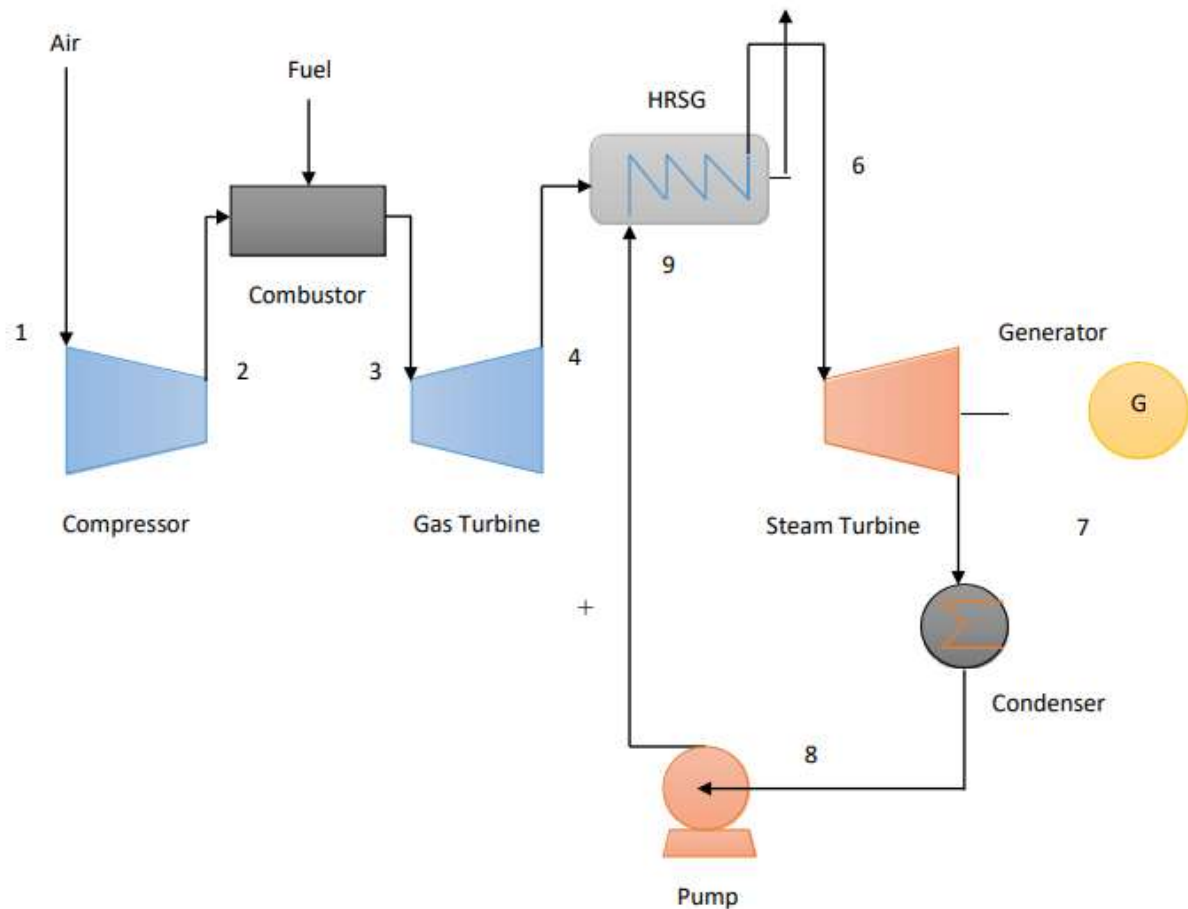 Air
Fuel
HRSG
6
9
Combustor
1
2
3
4
Generator
G
Compressor
Gas Turbine
Steam Turbine
7
+
Condenser
8
Pump